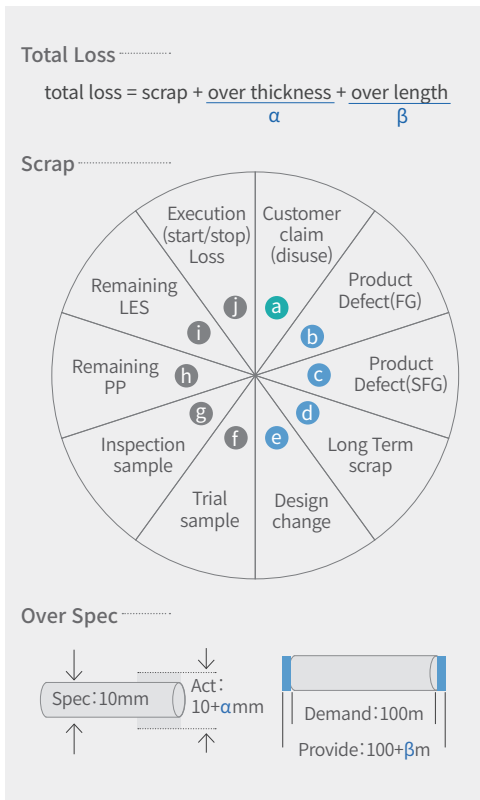 Total Loss
total loss = scrap + over thickness + over length
α β
Scrap
Execution
(start/stop)
Loss
Customer
claim
(disuse)
Remaining
LES
Product
Defect(FG)
j a
i b
Remaining
PP
h c
Product
Defect(SFG)
g d
f e
Inspection
sample
Long Term
scrap
Trial
sample
Design
change
Over Spec
Spec:10mm
Act:
10+αmm
Demand:100m
Provide:100+βm